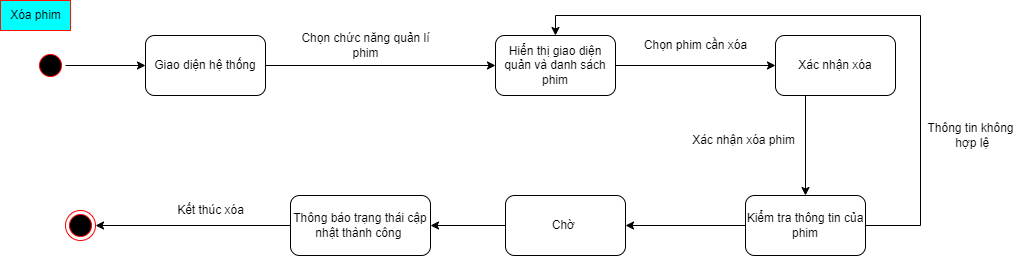 Xóa phim
Giao diện hệ thống
Chọn chức năng quản lí
phim
Hiển thi giao diện
quản và danh sách
phim
Chọn phim cần xóa
Xác nhận xóa
Thông tin không
hợp lệ
Xác nhận xóa phim
Kiểm tra thông tin của
phim
Chờ
Thông báo trạng thái cập
nhật thành công
Kết thúc xóa